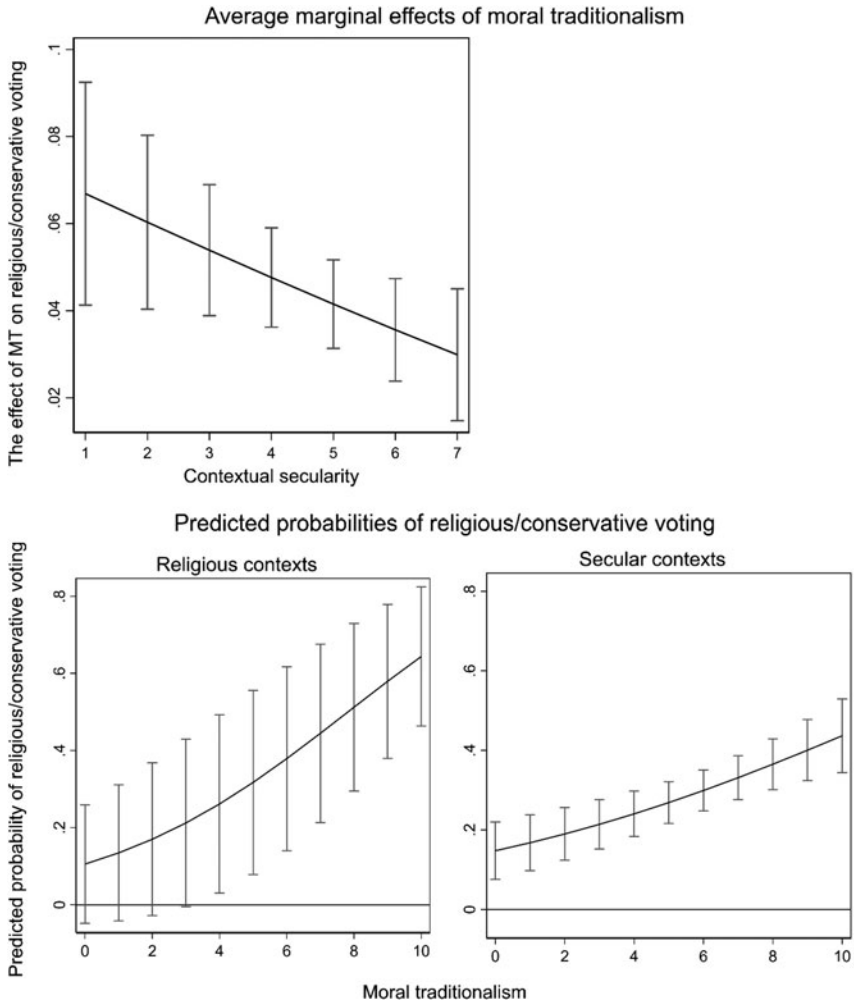 Average marginal effects of moral traditionalism
The effect of MT on religious/conservative voting
.1
.08
.06
.04
.02
1 2 3 4 5 6 7
Contextual secularity
Predicted probabilities of religious/conservative voting
Predicted probability of religious/conservative voting
Religious contexts
.8
.6
.4
.2
0
0 2 4 6 8 10
Secular contexts
.8
.6
.4
.2
0
0 2 4 6 8 10
Moral traditionalism